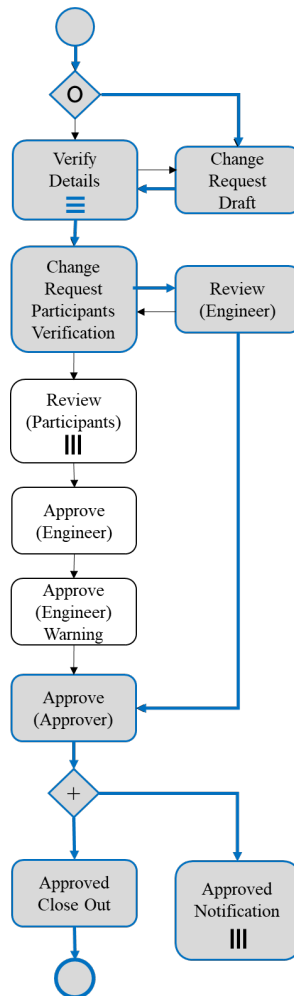 O
Verify
Details
Change
Request
Draft
Change
Request
Participants
Verification
Review
(Engineer)
Review
(Participants)
Approve
(Engineer)
Approve
(Engineer)
Warning
Approve
(Approver)
+
Approved
Close Out
Approved
Notification